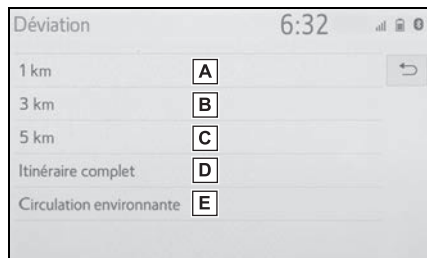 Déviation 6:32
1 km A
3 km B
5 km C
Itinéraire complet D
Circulation environnante E